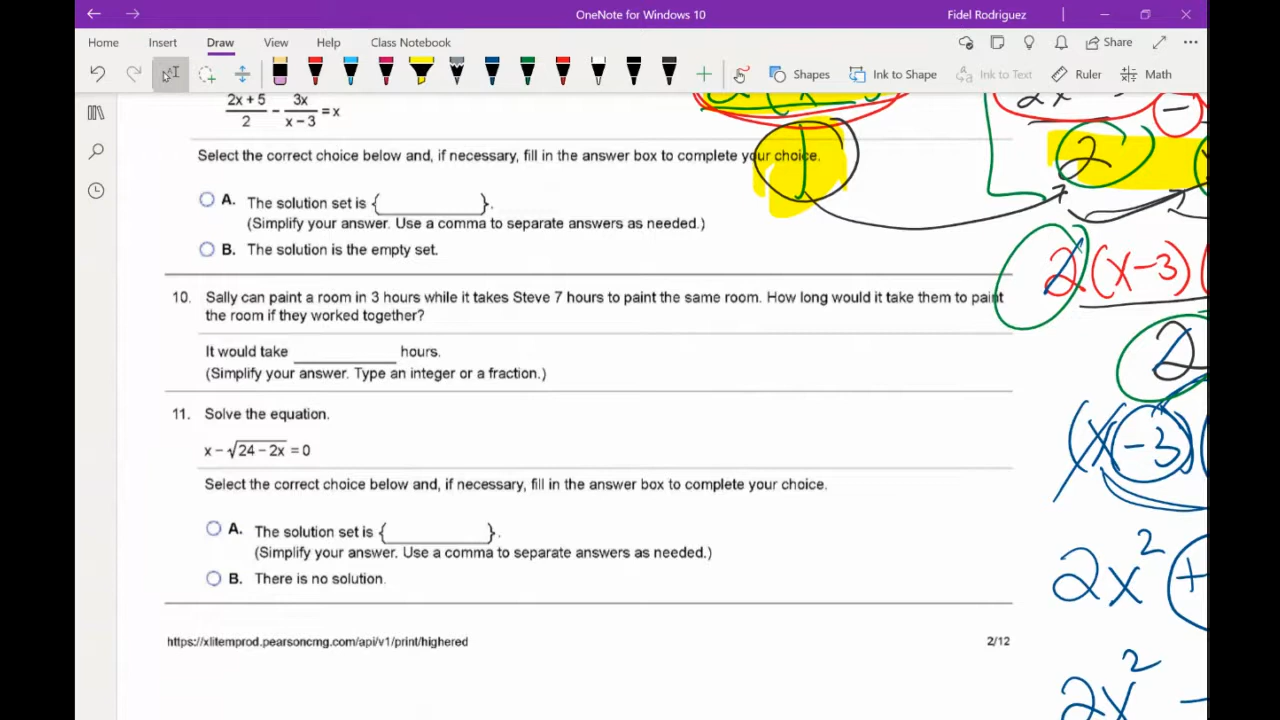 OneNote for Windows 10
Fidel Rodriguez
Home Insert Draw View Help Class Notebook
Share
Shapes Ink to Shape Ink to Text Ruler Math
2x + 5 / 2 − 3x / x − 3 = x
Select the correct choice below and, if necessary, fill in the answer box to complete your choice.
A. The solution set is { }.
(Simplify your answer. Use a comma to separate answers as needed.)
B. The solution is the empty set.
10. Sally can paint a room in 3 hours while it takes Steve 7 hours to paint the same room. How long would it take them to paint
the room if they worked together?
It would take ____________ hours.
(Simplify your answer. Type an integer or a fraction.)
11. Solve the equation.
x − √24 − 2x = 0
Select the correct choice below and, if necessary, fill in the answer box to complete your choice.
A. The solution set is { }.
(Simplify your answer. Use a comma to separate answers as needed.)
B. There is no solution.
https://xlitemprod.pearsoncmg.com/api/v1/print/highered 2/12
1
2
2(x-3)(
2
(x-3)(
2x² +
2x² -